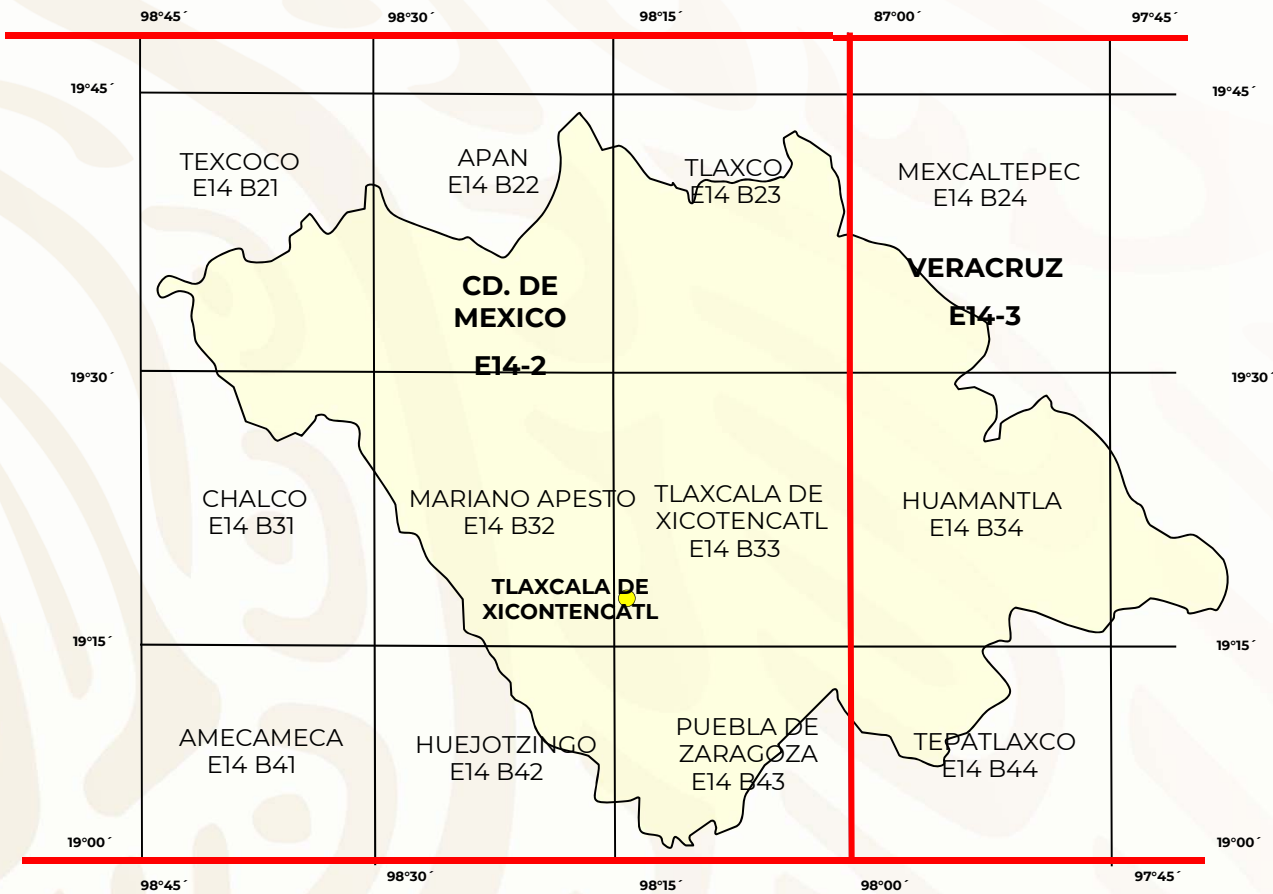 98°45´
98°30´
98°15´
87°00´
97°45´
19°45´
19°45´
TEXCOCO
E14 B21
APAN
E14 B22
TLAXCO
E14 B23
MEXCALTEPEC
E14 B24
CD. DE
MEXICO
E14-2
VERACRUZ
E14-3
19°30´
19°30´
CHALCO
E14 B31
MARIANO APESTO
E14 B32
TLAXCALA DE
XICOTENCATL
E14 B33
HUAMANTLA
E14 B34
TLAXCALA DE
XICONTENCATL
19°15´
19°15´
AMECAMECA
E14 B41
HUEJOTZINGO
E14 B42
PUEBLA DE
ZARAGOZA
E14 B43
TEPATLAXCO
E14 B44
19°00´
19°00´
98°45´
98°30´
98°15´
98°00´
97°45´